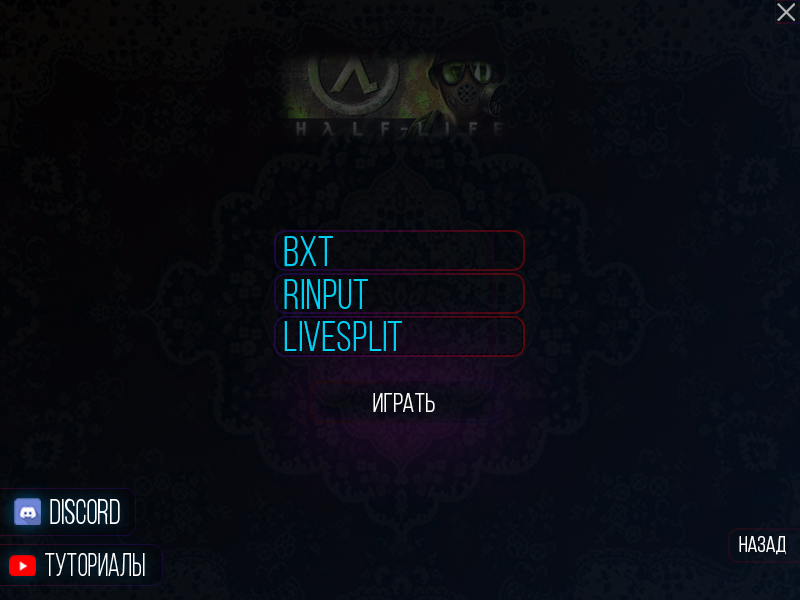 HALF-LIFE
BXT
RINPUT
LIVESPLIT
ИГРАТЬ
DISCORD
НАЗАД
ТУТОРИАЛЫ